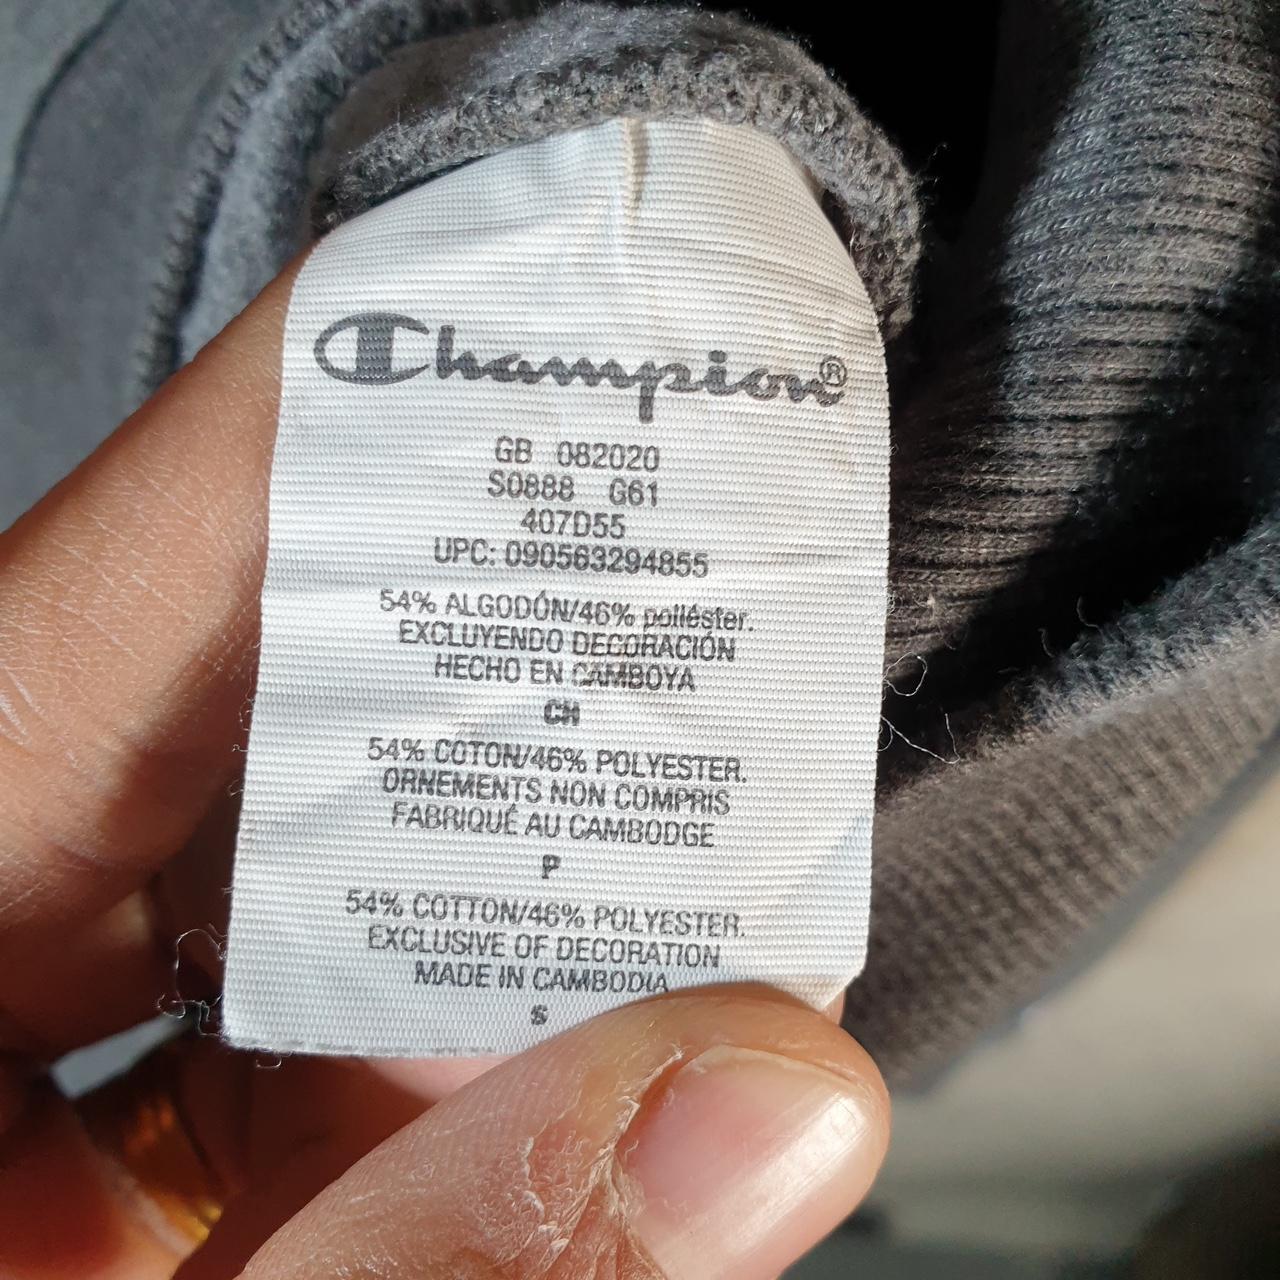 Champion®
GB 082020
S0888 G61
407D55
UPC: 090563294855
54% ALGODÓN/46% poliéster.
EXCLUYENDO DECORACIÓN
HECHO EN CAMBOYA
CH
54% COTON/46% POLYESTER.
ORNEMENTS NON COMPRIS
FABRIQUÉ AU CAMBODGE
P
54% COTTON/46% POLYESTER.
EXCLUSIVE OF DECORATION
MADE IN CAMBODIA
S